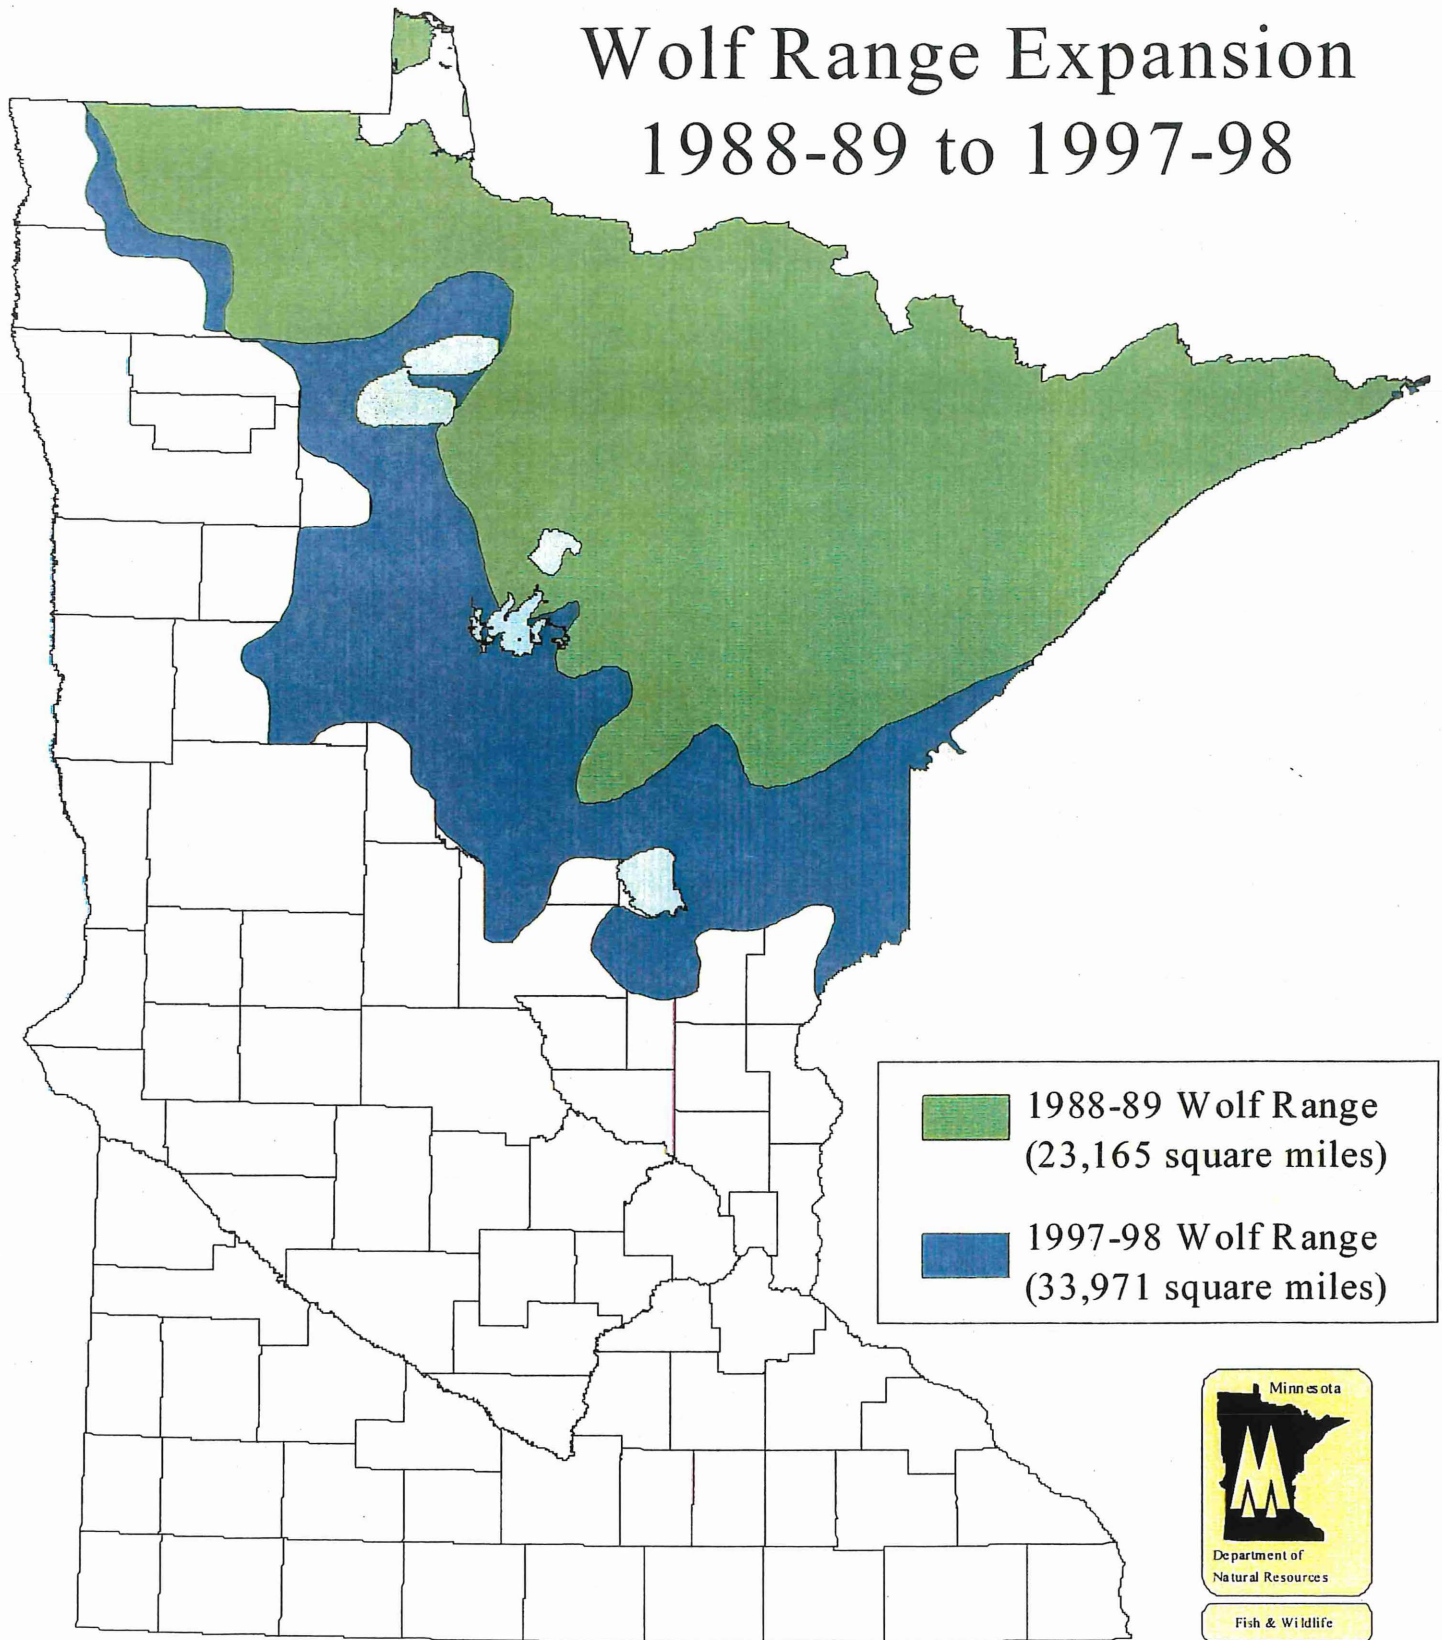 Wolf Range Expansion
1988-89 to 1997-98
1988-89 Wolf Range
(23,165 square miles)
1997-98 Wolf Range
(33,971 square miles)
Minnesota
Department of
Natural Resources
Fish & Wildlife